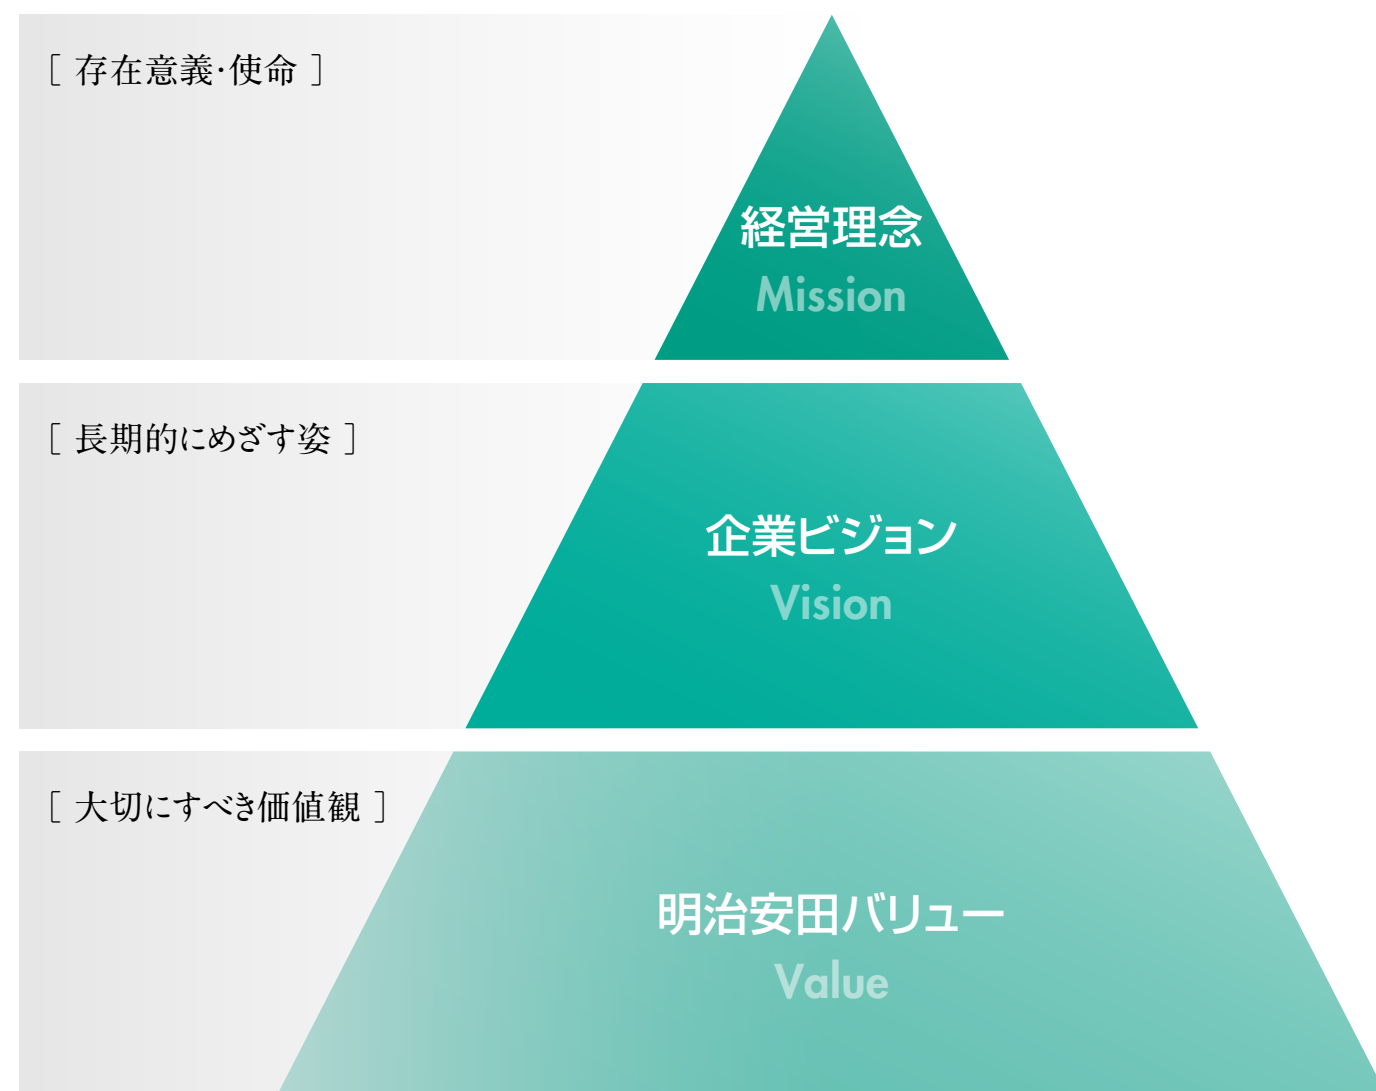 [ 存在意義・使命 ]
経営理念
Mission
[ 長期的にめざす姿 ]
企業ビジョン
Vision
[ 大切にすべき価値観 ]
明治安田バリュー
Value